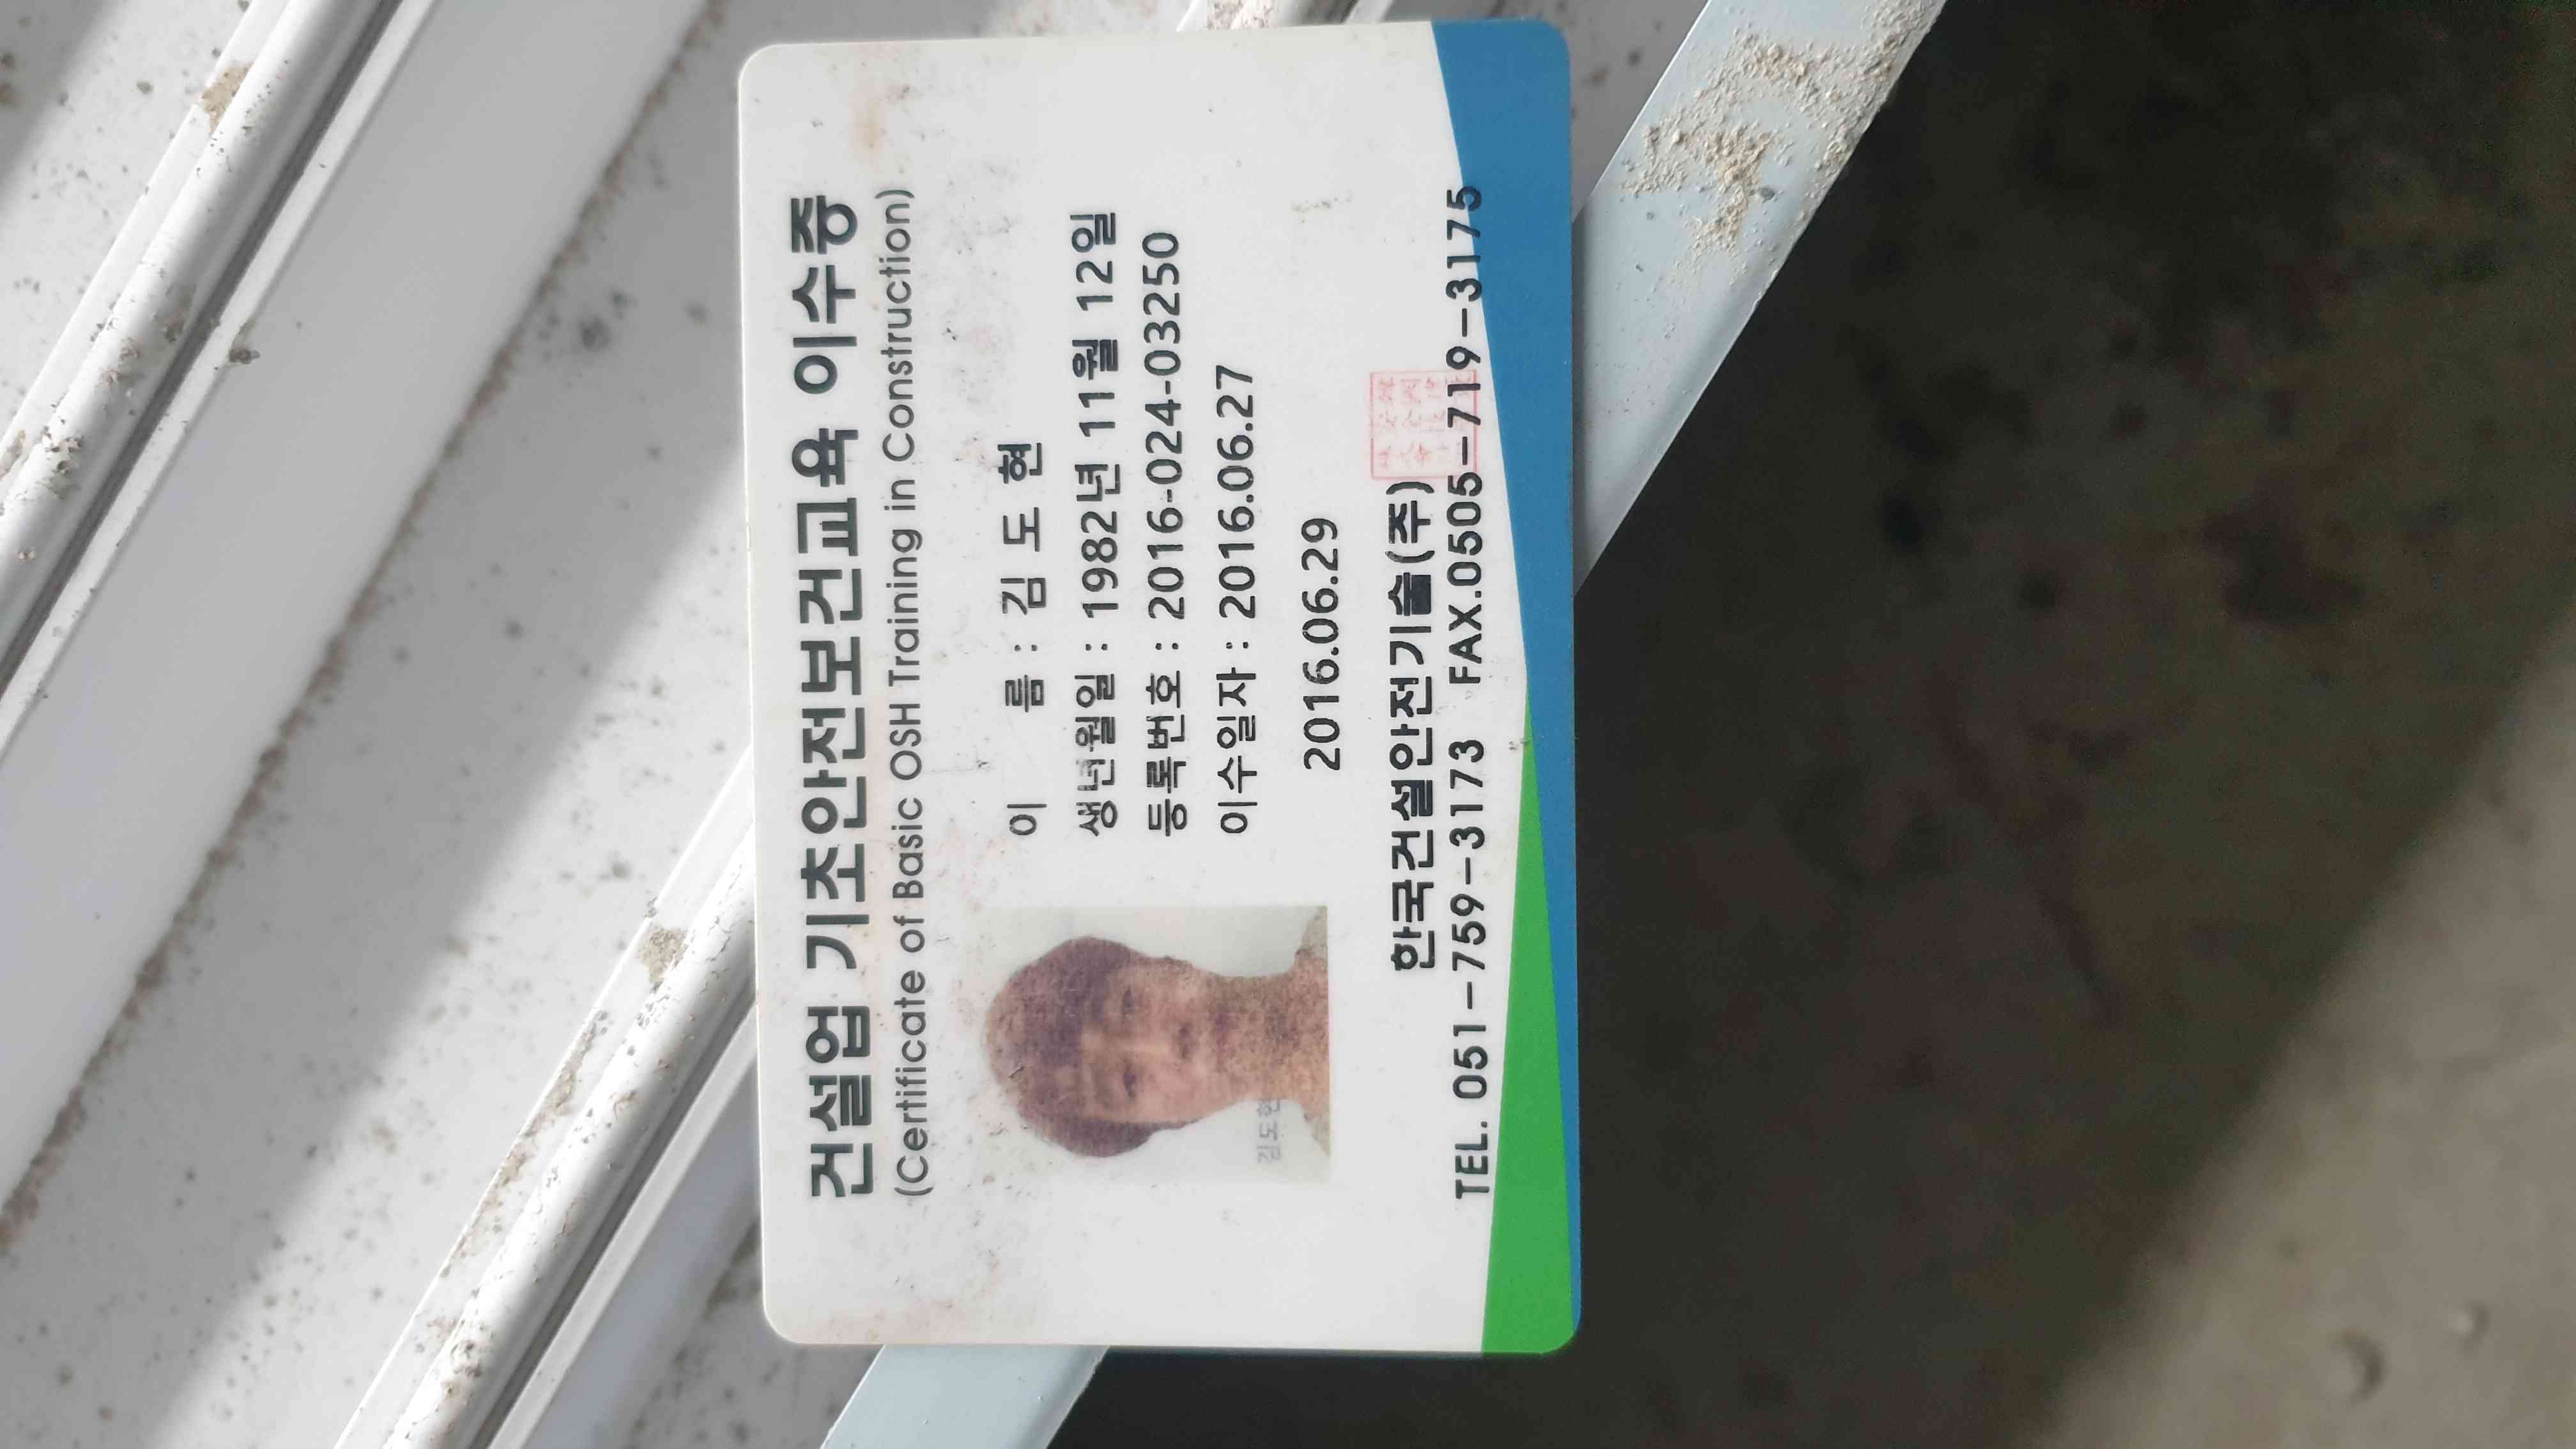 건설업 기초안전보건교육 이수증
(Certificate of Basic OSH Training in Construction)
이 름 : 김 도 현
생년월일 : 1982년 11월 12일
등록번호 : 2016-024-03250
이수일자 : 2016.06.27
2016.06.29
김도현
한국건설안전기술(주)
TEL. 051-759-3173 FAX.0505-719-3175